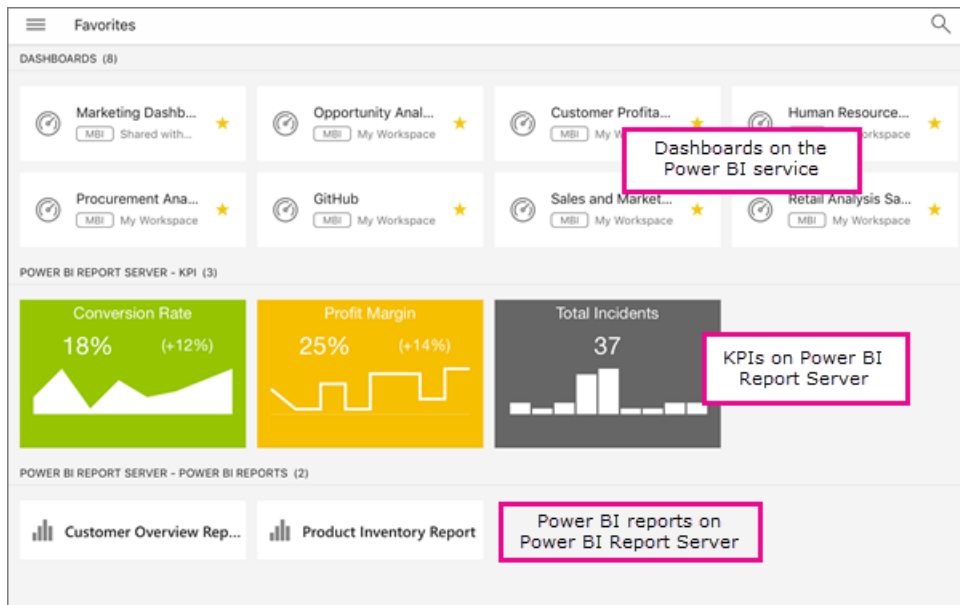 Favorites
DASHBOARDS (8)
Marketing Dashb...
MBI Shared with...
Opportunity Anal...
MBI My Workspace
Customer Profita...
MBI My W
Human Resource...
orkspace
Dashboards on the
Power BI service
Procurement Ana...
MBI My Workspace
GitHub
MBI My Workspace
Sales and Market...
MBI My Workspace
Retail Analysis Sa...
MBI My Workspace
POWER BI REPORT SERVER - KPI (3)
Conversion Rate
18% (+12%)
Profit Margin
25% (+14%)
Total Incidents
37
KPIs on Power BI
Report Server
POWER BI REPORT SERVER - POWER BI REPORTS (2)
Customer Overview Rep...
Product Inventory Report
Power BI reports on
Power BI Report Server